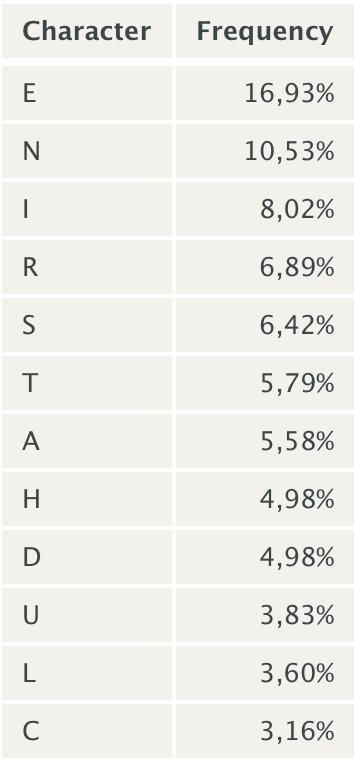 Character Frequency
E 16,93%
N 10,53%
I 8,02%
R 6,89%
S 6,42%
T 5,79%
A 5,58%
H 4,98%
D 4,98%
U 3,83%
L 3,60%
C 3,16%